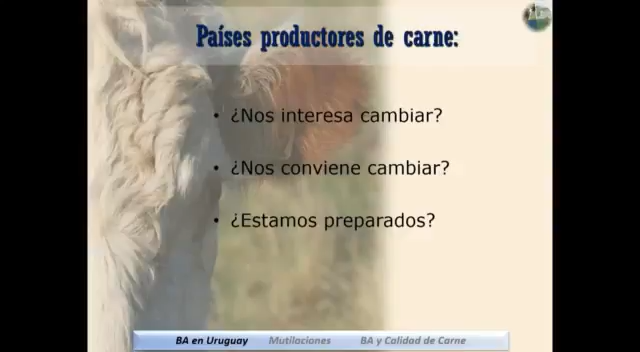 Países productores de carne:
• ¿Nos interesa cambiar?
• ¿Nos conviene cambiar?
• ¿Estamos preparados?
BA en Uruguay Mutilaciones BA y Calidad de Carne